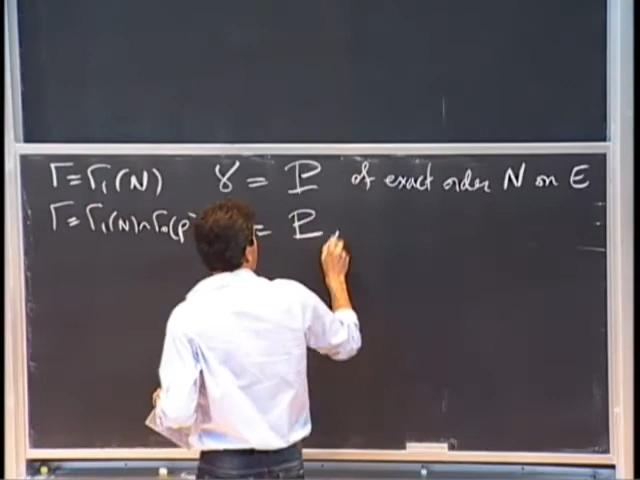 Γ = Γ₁(N) γ = P of exact order N on E
Γ = Γ₁(N) ∩ Γ₀(p = P